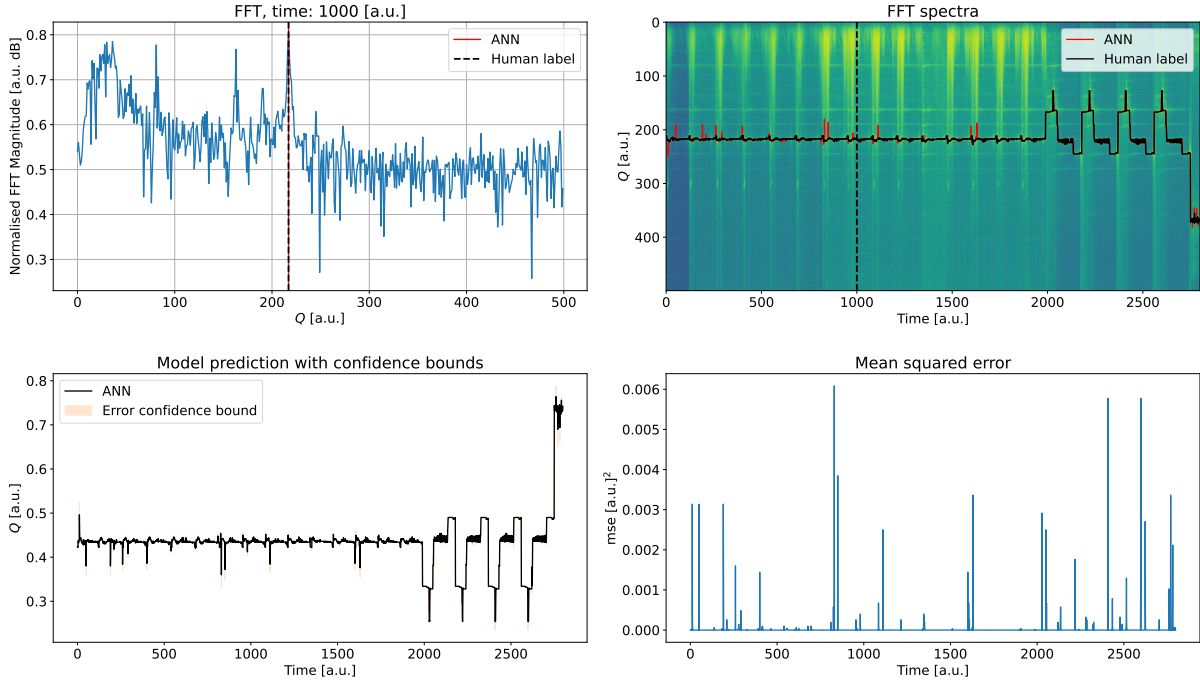 FFT, time: 1000 [a.u.]
Normalised FFT Magnitude [a.u. dB]
0.8
0.7
0.6
0.5
0.4
0.3
ANN
Human label
0 100 200 300 400 500
Q [a.u.]
FFT spectra
Q [a.u.]
0
100
200
300
400
ANN
Human label
0 500 1000 1500 2000 2500
Time [a.u.]
Model prediction with confidence bounds
Q [a.u.]
0.8
0.7
0.6
0.5
0.4
0.3
ANN
Error confidence bound
0 500 1000 1500 2000 2500
Time [a.u.]
Mean squared error
mse [a.u.]²
0.006
0.005
0.004
0.003
0.002
0.001
0.000
0 500 1000 1500 2000 2500
Time [a.u.]